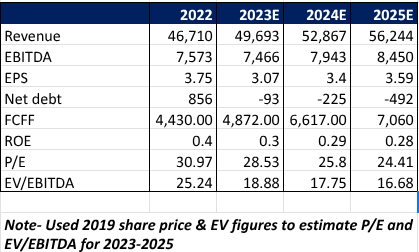 2022 2023E 2024E 2025E
Revenue 46,710 49,693 52,867 56,244
EBITDA 7,573 7,466 7,943 8,450
EPS 3.75 3.07 3.4 3.59
Net debt 856 -93 -225 -492
FCFF 4,430.00 4,872.00 6,617.00 7,060
ROE 0.4 0.3 0.29 0.28
P/E 30.97 28.53 25.8 24.41
EV/EBITDA 25.24 18.88 17.75 16.68
Note- Used 2019 share price & EV figures to estimate P/E and
EV/EBITDA for 2023-2025